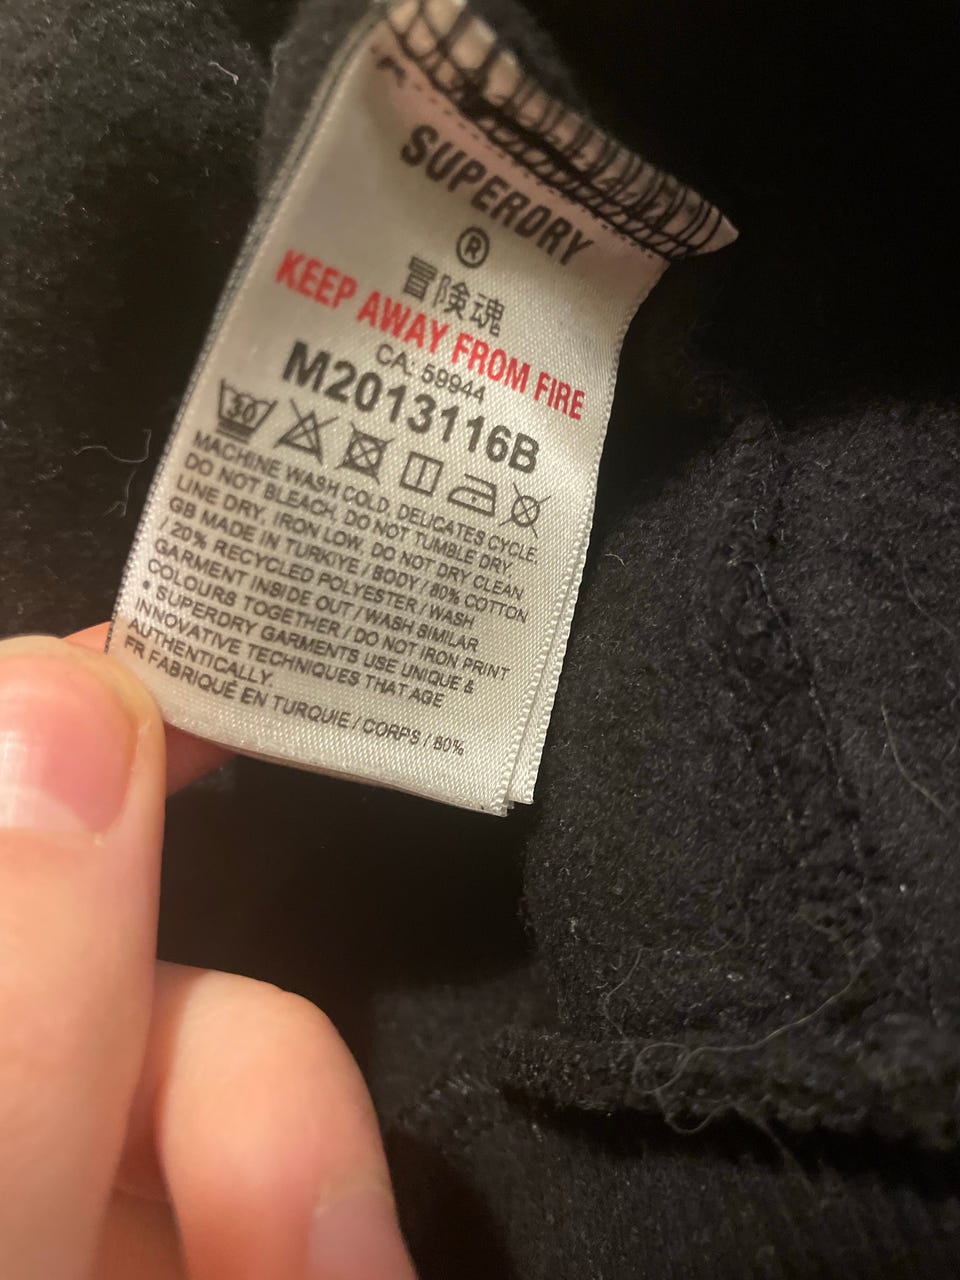 SUPERDRY
®
冒険魂
KEEP AWAY FROM FIRE
CA. 59944
M2013116B
30
MACHINE WASH COLD, DELICATES CYCLE.
DO NOT BLEACH, DO NOT TUMBLE DRY,
LINE DRY, IRON LOW, DO NOT DRY CLEAN
GB MADE IN TURKIYE / BODY / 80% COTTON
/ 20% RECYCLED POLYESTER / WASH
GARMENT INSIDE OUT / WASH SIMILAR
COLOURS TOGETHER / DO NOT IRON PRINT
• SUPERDRY GARMENTS USE UNIQUE &
INNOVATIVE TECHNIQUES THAT AGE
AUTHENTICALLY.
FR FABRIQUÉ EN TURQUIE / CORPS / 80%